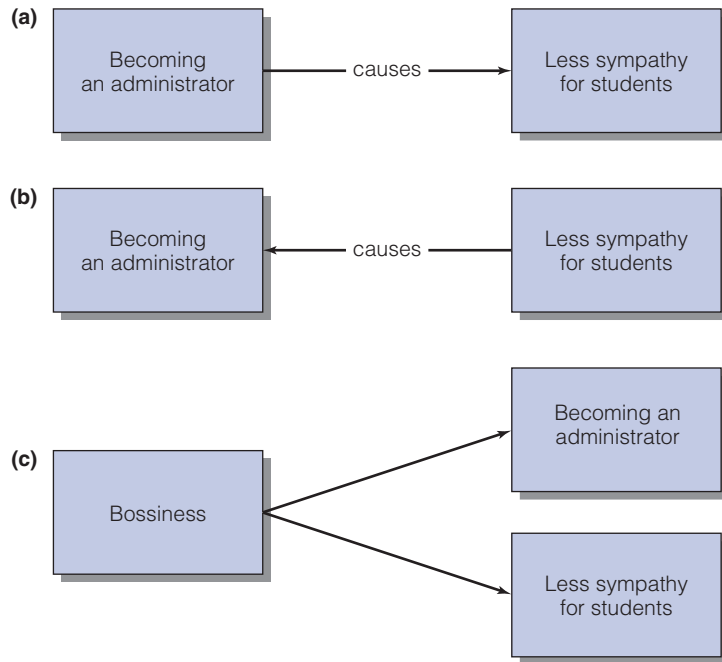 (a)
Becoming
an administrator
causes
Less sympathy
for students
(b)
Becoming
an administrator
causes
Less sympathy
for students
(c)
Bossiness
Becoming an
administrator
Less sympathy
for students